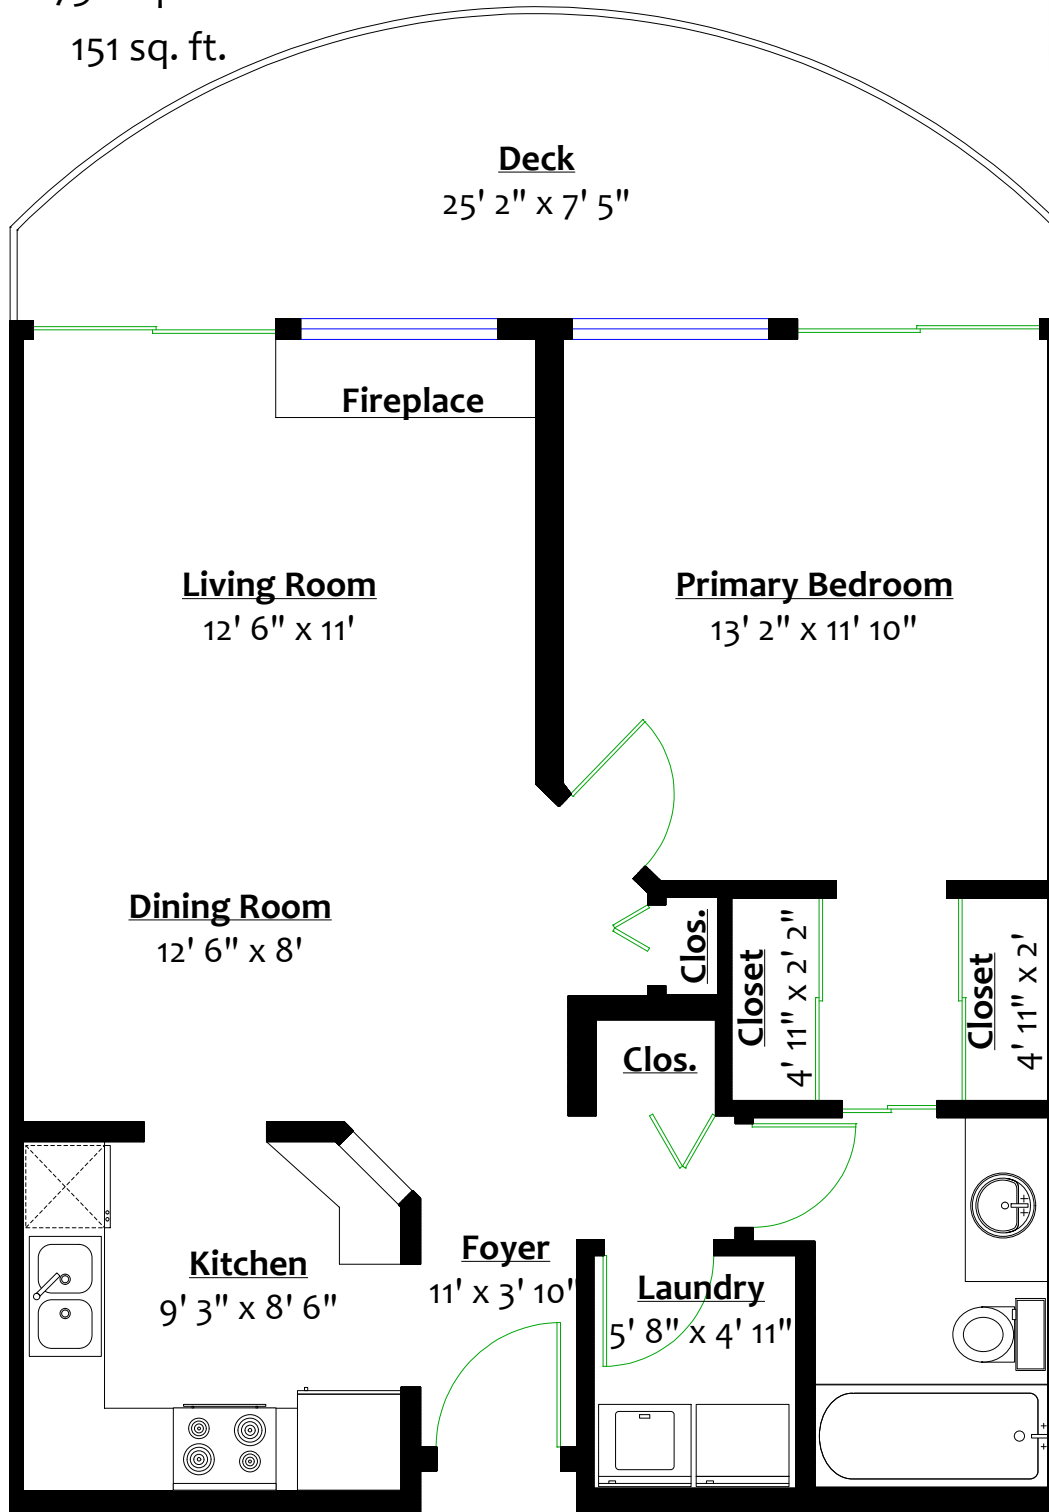 151 sq. ft.
Deck
25' 2" x 7' 5"
Fireplace
Living Room
12' 6" x 11'
Primary Bedroom
13' 2" x 11' 10"
Dining Room
12' 6" x 8'
Clos.
Closet
4' 11" x 2' 2"
Closet
4' 11" x 2'
Clos.
Kitchen
9' 3" x 8' 6"
Foyer
11' x 3' 10"
Laundry
5' 8" x 4' 11"